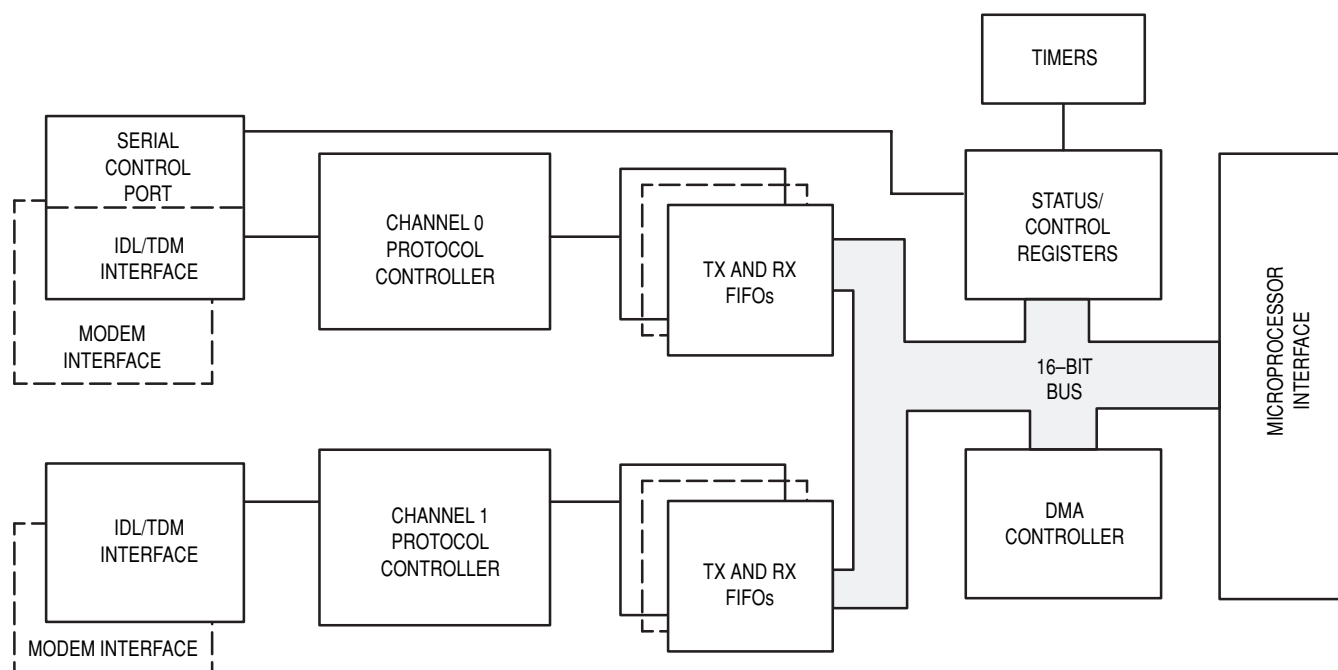 TIMERS
SERIAL
CONTROL
PORT
IDL/TDM
INTERFACE
MODEM
INTERFACE
CHANNEL 0
PROTOCOL
CONTROLLER
TX AND RX
FIFOs
STATUS/
CONTROL
REGISTERS
16–BIT
BUS
MICROPROCESSOR
INTERFACE
IDL/TDM
INTERFACE
MODEM INTERFACE
CHANNEL 1
PROTOCOL
CONTROLLER
TX AND RX
FIFOs
DMA
CONTROLLER